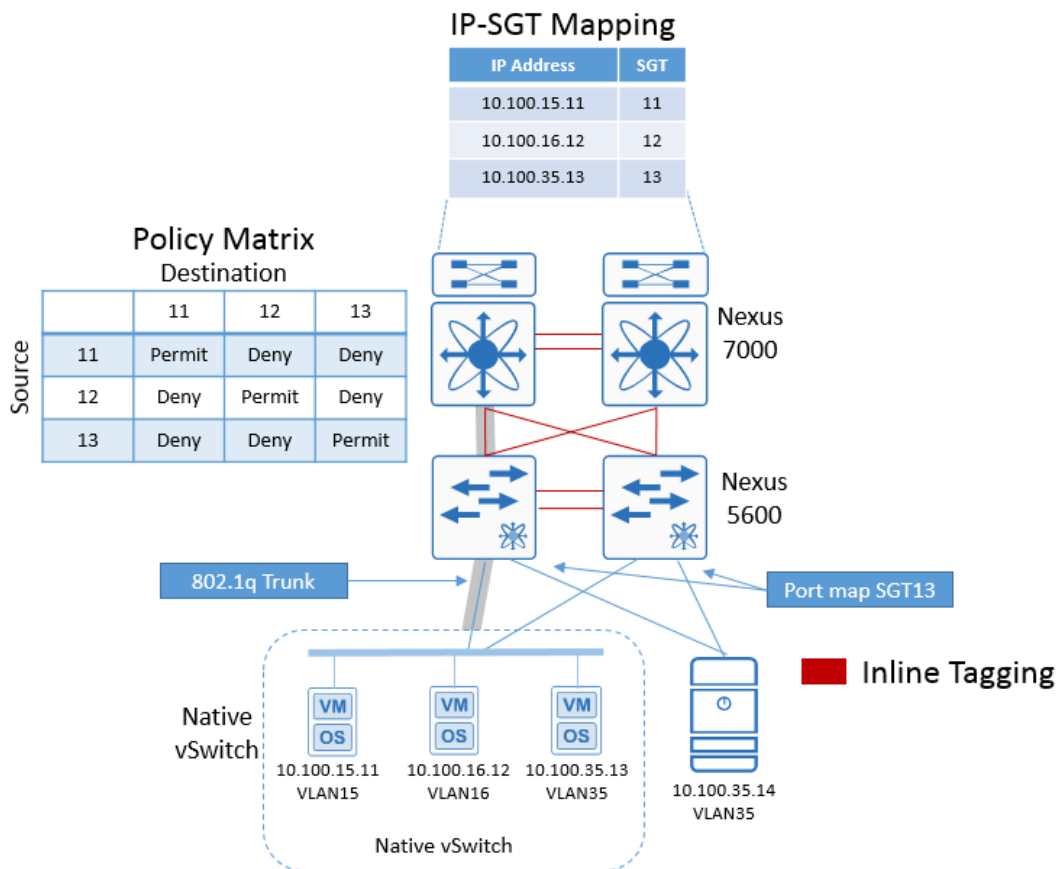 IP-SGT Mapping
IP Address SGT
10.100.15.11 11
10.100.16.12 12
10.100.35.13 13
Policy Matrix
Destination
11 12 13
Source
11 Permit Deny Deny
12 Deny Permit Deny
13 Deny Deny Permit
Nexus
7000
Nexus
5600
802.1q Trunk
Port map SGT13
Inline Tagging
Native
vSwitch
VM VM VM
OS OS OS
10.100.15.11 10.100.16.12 10.100.35.13
VLAN15 VLAN16 VLAN35
10.100.35.14
VLAN35
Native vSwitch